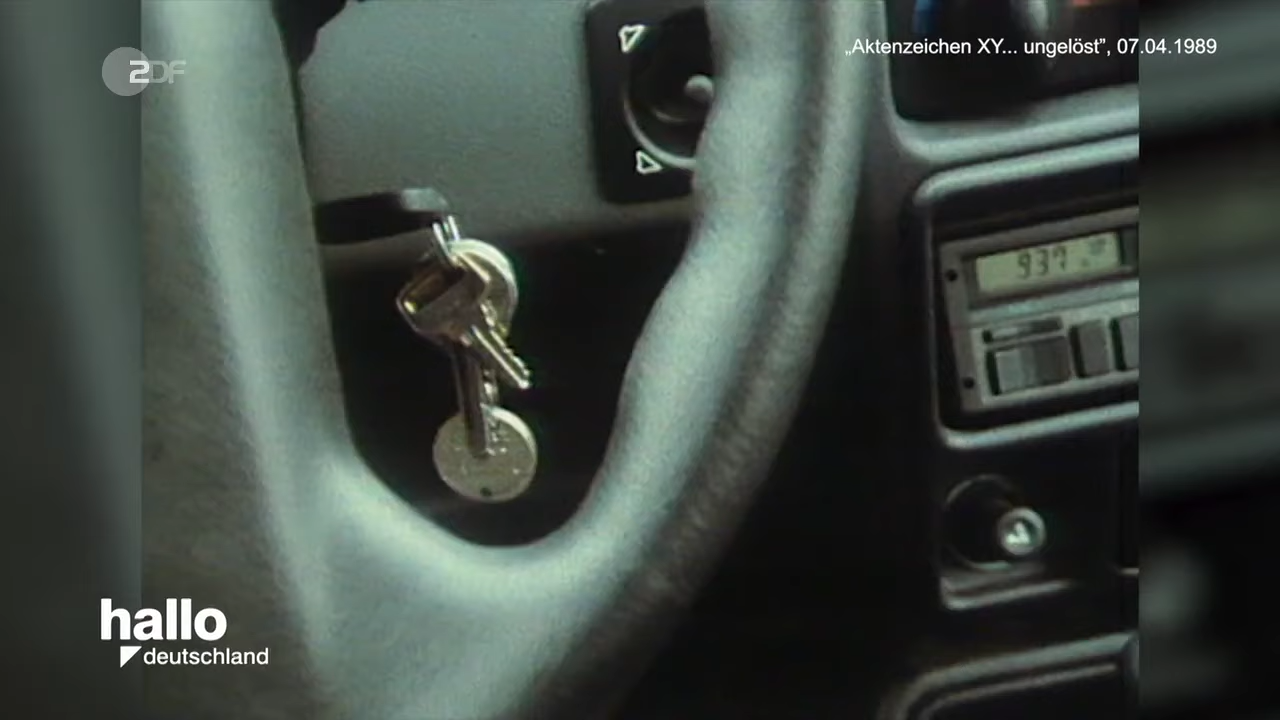 „Aktenzeichen XY... ungelöst”, 07.04.1989
ZDF
937
hallo
deutschland